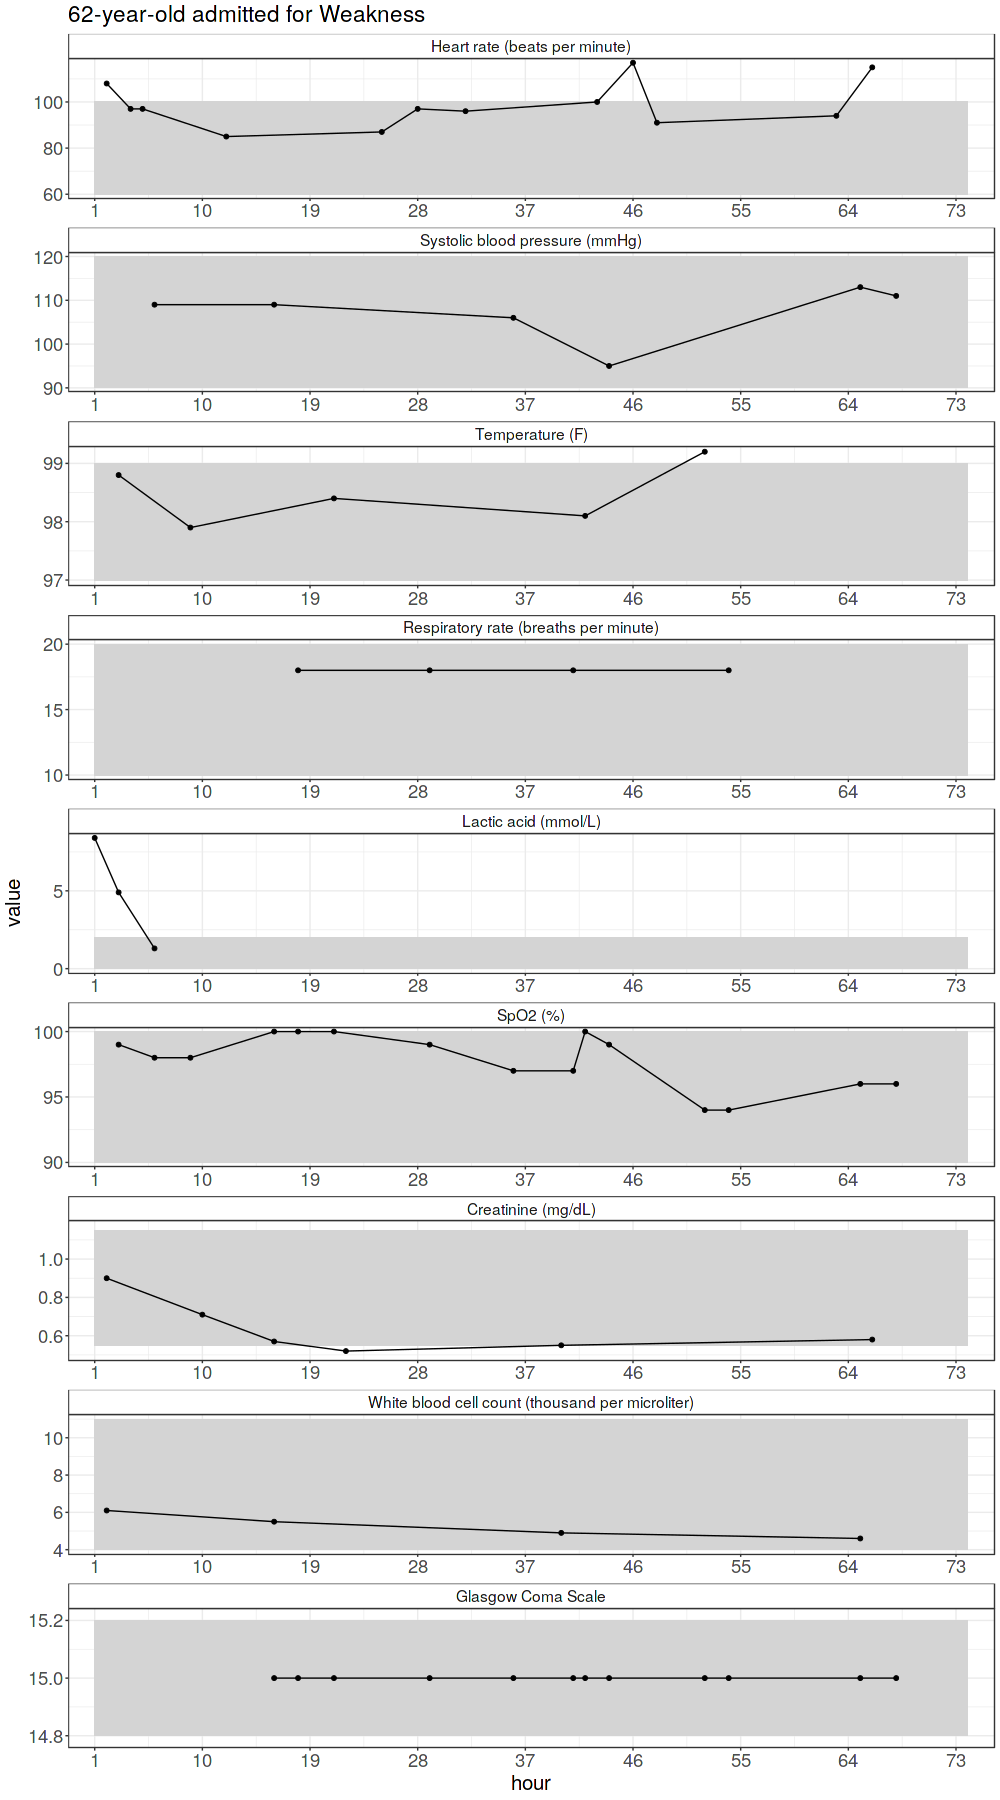 62-year-old admitted for Weakness
Heart rate (beats per minute)
100
80
60
1 10 19 28 37 46 55 64 73
Systolic blood pressure (mmHg)
120
110
100
90
1 10 19 28 37 46 55 64 73
Temperature (F)
99
98
97
1 10 19 28 37 46 55 64 73
Respiratory rate (breaths per minute)
20
15
10
1 10 19 28 37 46 55 64 73
Lactic acid (mmol/L)
5
0
1 10 19 28 37 46 55 64 73
value
SpO2 (%)
100
95
90
1 10 19 28 37 46 55 64 73
Creatinine (mg/dL)
1.0
0.8
0.6
1 10 19 28 37 46 55 64 73
White blood cell count (thousand per microliter)
10
8
6
4
1 10 19 28 37 46 55 64 73
Glasgow Coma Scale
15.2
15.0
14.8
1 10 19 28 37 46 55 64 73
hour